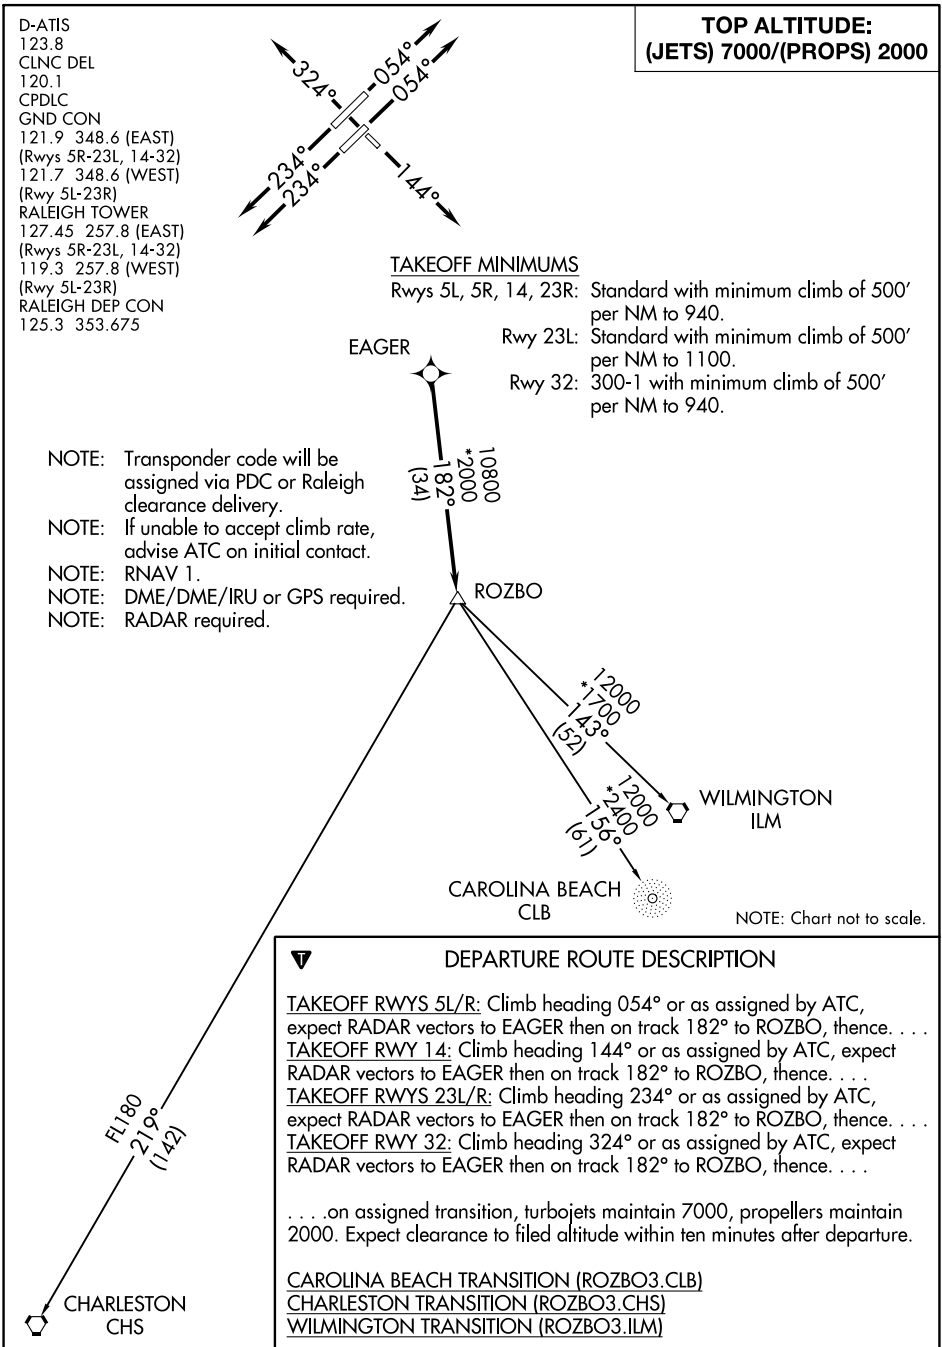 D-ATIS
123.8
CLNC DEL
120.1
CPDLC
GND CON
121.9 348.6 (EAST)
(Rwys 5R-23L, 14-32)
121.7 348.6 (WEST)
(Rwy 5L-23R)
RALEIGH TOWER
127.45 257.8 (EAST)
(Rwys 5R-23L, 14-32)
119.3 257.8 (WEST)
(Rwy 5L-23R)
RALEIGH DEP CON
125.3 353.675
324°
054°
054°
234°
234°
144°
TOP ALTITUDE:
(JETS) 7000/(PROPS) 2000
TAKEOFF MINIMUMS
Rwys 5L, 5R, 14, 23R: Standard with minimum climb of 500′
per NM to 940.
Rwy 23L: Standard with minimum climb of 500′
per NM to 1100.
Rwy 32: 300-1 with minimum climb of 500′
per NM to 940.
EAGER
10800
*2000
182°
(34)
NOTE: Transponder code will be
assigned via PDC or Raleigh
clearance delivery.
NOTE: If unable to accept climb rate,
advise ATC on initial contact.
NOTE: RNAV 1.
NOTE: DME/DME/IRU or GPS required.
NOTE: RADAR required.
ROZBO
12000
*1700
143°
(52)
12000
*2400
156°
(61)
WILMINGTON
ILM
CAROLINA BEACH
CLB
NOTE: Chart not to scale.
FL180
219°
(142)
CHARLESTON
CHS
T
DEPARTURE ROUTE DESCRIPTION
TAKEOFF RWYS 5L/R: Climb heading 054° or as assigned by ATC,
expect RADAR vectors to EAGER then on track 182° to ROZBO, thence. . . .
TAKEOFF RWY 14: Climb heading 144° or as assigned by ATC, expect
RADAR vectors to EAGER then on track 182° to ROZBO, thence. . . .
TAKEOFF RWYS 23L/R: Climb heading 234° or as assigned by ATC,
expect RADAR vectors to EAGER then on track 182° to ROZBO, thence. . . .
TAKEOFF RWY 32: Climb heading 324° or as assigned by ATC, expect
RADAR vectors to EAGER then on track 182° to ROZBO, thence. . . .
. . . .on assigned transition, turbojets maintain 7000, propellers maintain
2000. Expect clearance to filed altitude within ten minutes after departure.
CAROLINA BEACH TRANSITION (ROZBO3.CLB)
CHARLESTON TRANSITION (ROZBO3.CHS)
WILMINGTON TRANSITION (ROZBO3.ILM)